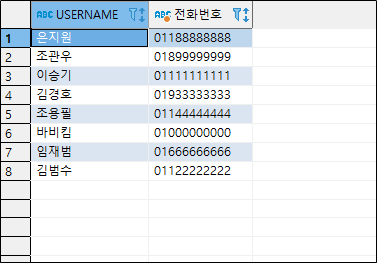 ABC USERNAME ABC 전화번호
1 은지원 01188888888
2 조관우 01899999999
3 이승기 01111111111
4 김경호 01933333333
5 조용필 01144444444
6 바비킴 01000000000
7 임재범 01666666666
8 김범수 01122222222